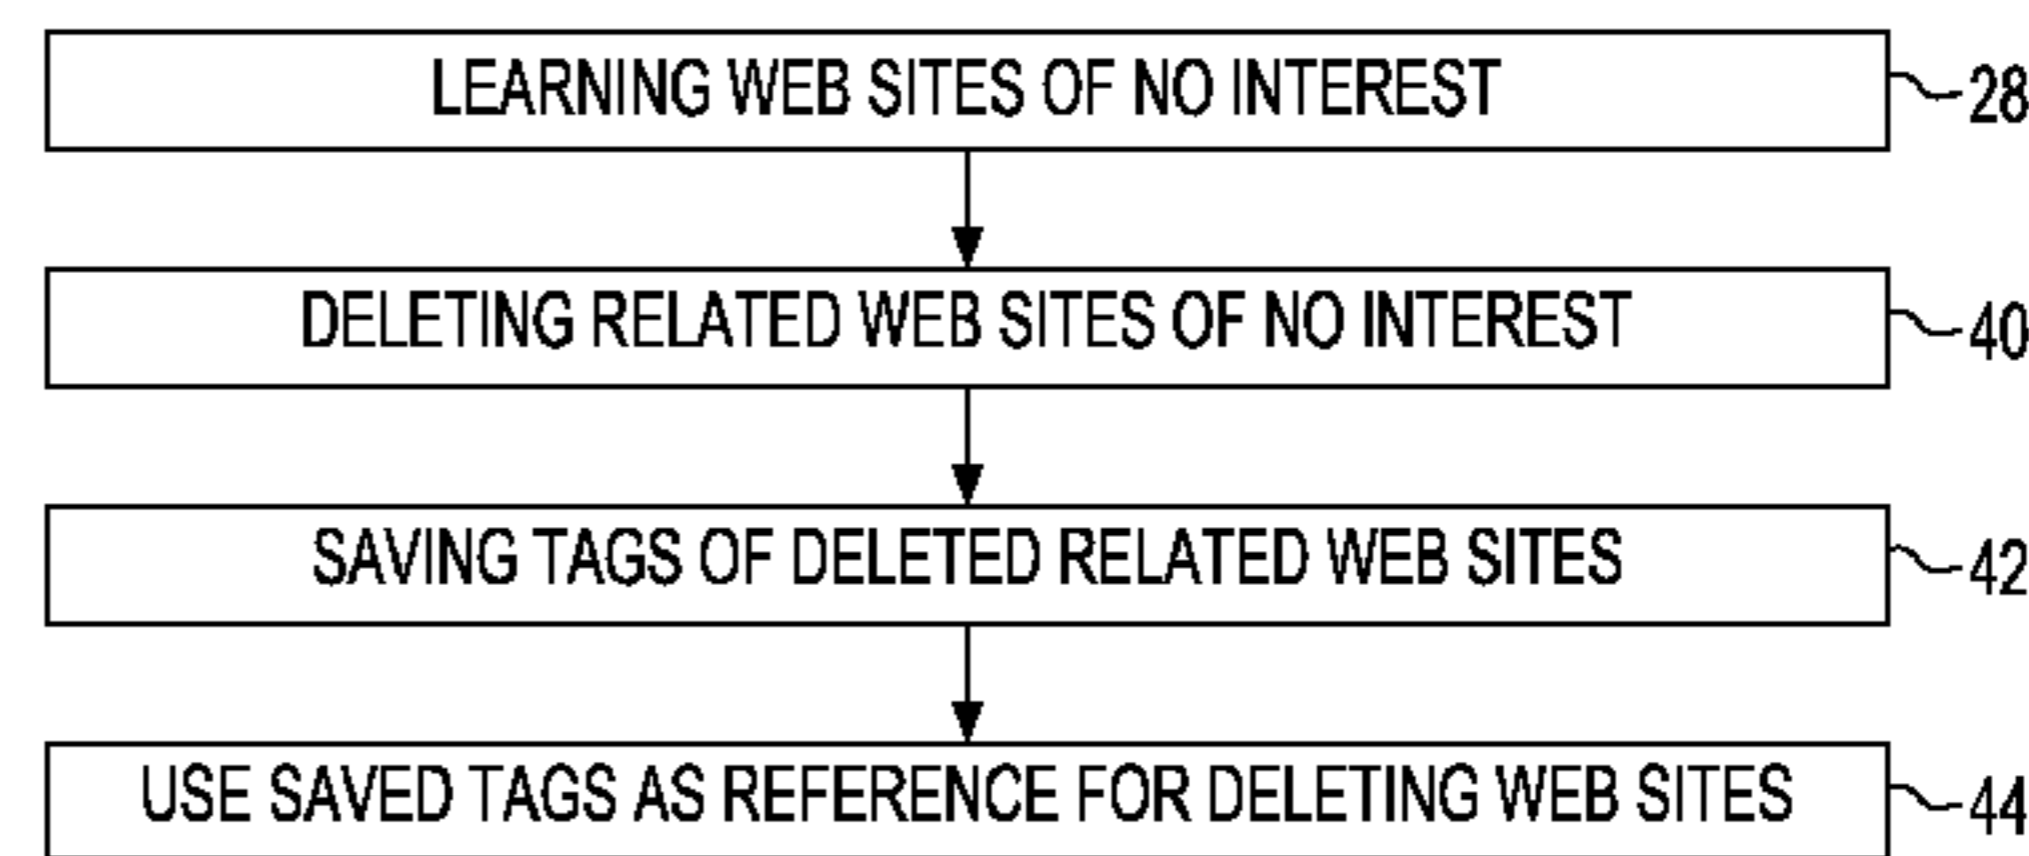 LEARNING WEB SITES OF NO INTEREST 28
DELETING RELATED WEB SITES OF NO INTEREST 40
SAVING TAGS OF DELETED RELATED WEB SITES 42
USE SAVED TAGS AS REFERENCE FOR DELETING WEB SITES 44